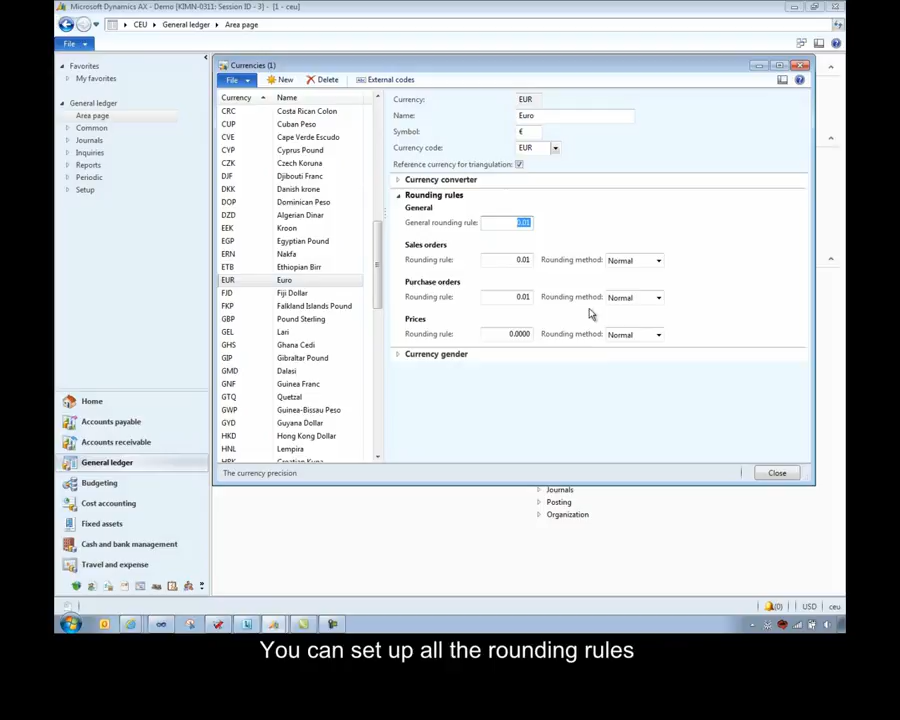 Microsoft Dynamics AX - Demo [KIMN-0311: Session ID - 3] - [1 - ceu]
CEU General ledger Area page
File
Favorites
My favorites
General ledger
Area page
Common
Journals
Inquiries
Reports
Periodic
Setup
Home
Accounts payable
Accounts receivable
General ledger
Budgeting
Cost accounting
Fixed assets
Cash and bank management
Travel and expense
Currencies (1)
File New Delete External codes
Currency Name
CRC Costa Rican Colon
CUP Cuban Peso
CVE Cape Verde Escudo
CYP Cyprus Pound
CZK Czech Koruna
DJF Djibouti Franc
DKK Danish krone
DOP Dominican Peso
DZD Algerian Dinar
EEK Kroon
EGP Egyptian Pound
ERN Nakfa
ETB Ethiopian Birr
EUR Euro
FJD Fiji Dollar
FKP Falkland Islands Pound
GBP Pound Sterling
GEL Lari
GHS Ghana Cedi
GIP Gibraltar Pound
GMD Dalasi
GNF Guinea Franc
GTQ Quetzal
GWP Guinea-Bissau Peso
GYD Guyana Dollar
HKD Hong Kong Dollar
HNL Lempira
HRK Croatian Kuna
Currency: EUR
Name: Euro
Symbol: €
Currency code: EUR
Reference currency for triangulation:
Currency converter
Rounding rules
General
General rounding rule: 0.01
Sales orders
Rounding rule: 0.01 Rounding method: Normal
Purchase orders
Rounding rule: 0.01 Rounding method: Normal
Prices
Rounding rule: 0.0000 Rounding method: Normal
Currency gender
The currency precision
Close
Journals
Posting
Organization
(0) USD ceu
You can set up all the rounding rules